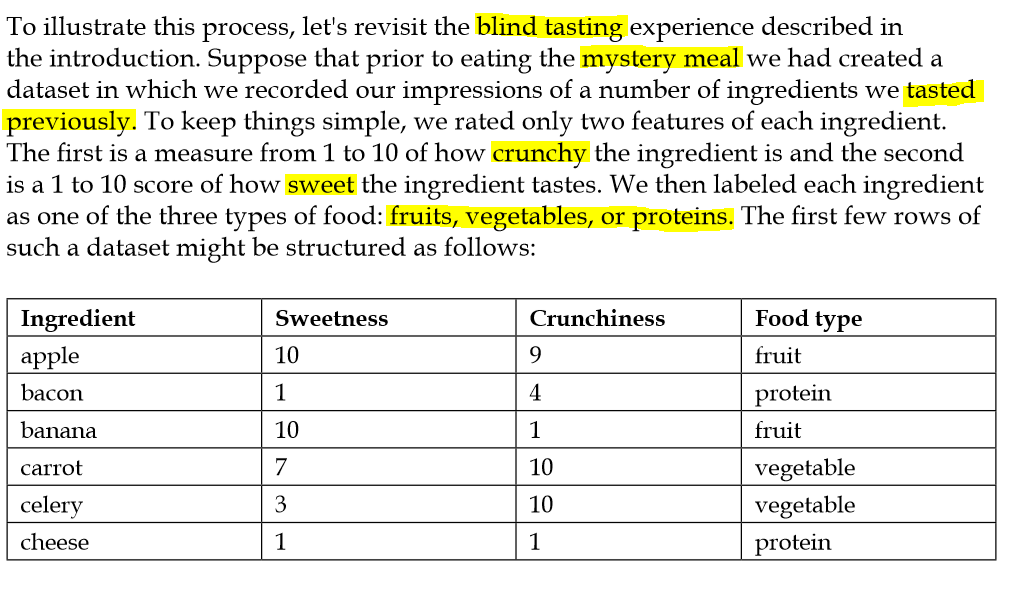 To illustrate this process, let's revisit the blind tasting experience described in
the introduction. Suppose that prior to eating the mystery meal we had created a
dataset in which we recorded our impressions of a number of ingredients we tasted
previously. To keep things simple, we rated only two features of each ingredient.
The first is a measure from 1 to 10 of how crunchy the ingredient is and the second
is a 1 to 10 score of how sweet the ingredient tastes. We then labeled each ingredient
as one of the three types of food: fruits, vegetables, or proteins. The first few rows of
such a dataset might be structured as follows:
Ingredient Sweetness Crunchiness Food type
apple 10 9 fruit
bacon 1 4 protein
banana 10 1 fruit
carrot 7 10 vegetable
celery 3 10 vegetable
cheese 1 1 protein